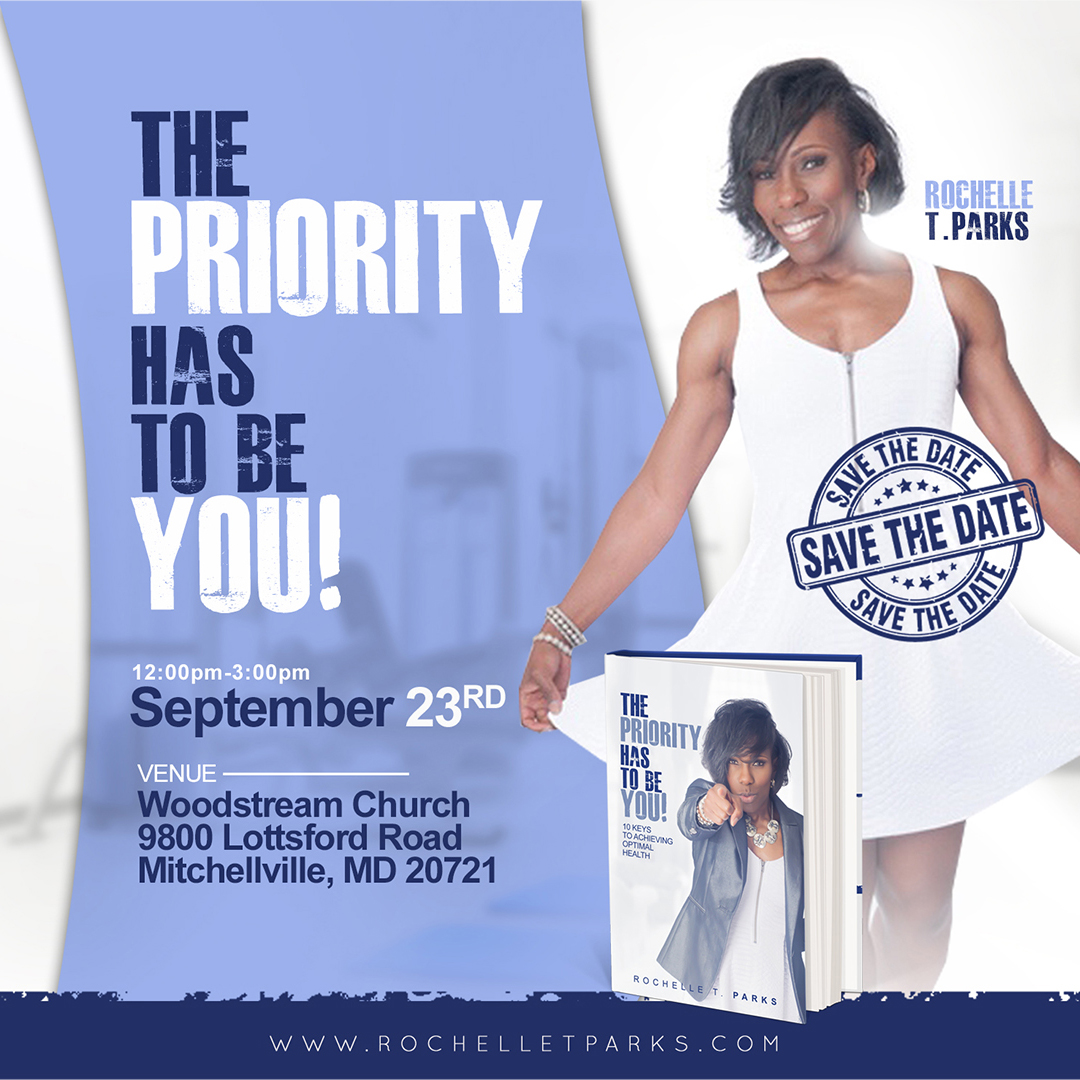 THE
PRIORITY
HAS
TO BE
YOU!
12:00pm-3:00pm
September 23RD
VENUE
Woodstream Church
9800 Lottsford Road
Mitchellville, MD 20721
ROCHELLE
T.PARKS
SAVE THE DATE
SAVE THE DATE
SAVE THE DATE
THE
PRIORITY
HAS
TO BE
YOU!
10 KEYS
TO ACHIEVING
OPTIMAL
HEALTH
ROCHELLE T. PARKS
WWW.ROCHELLETPARKS.COM